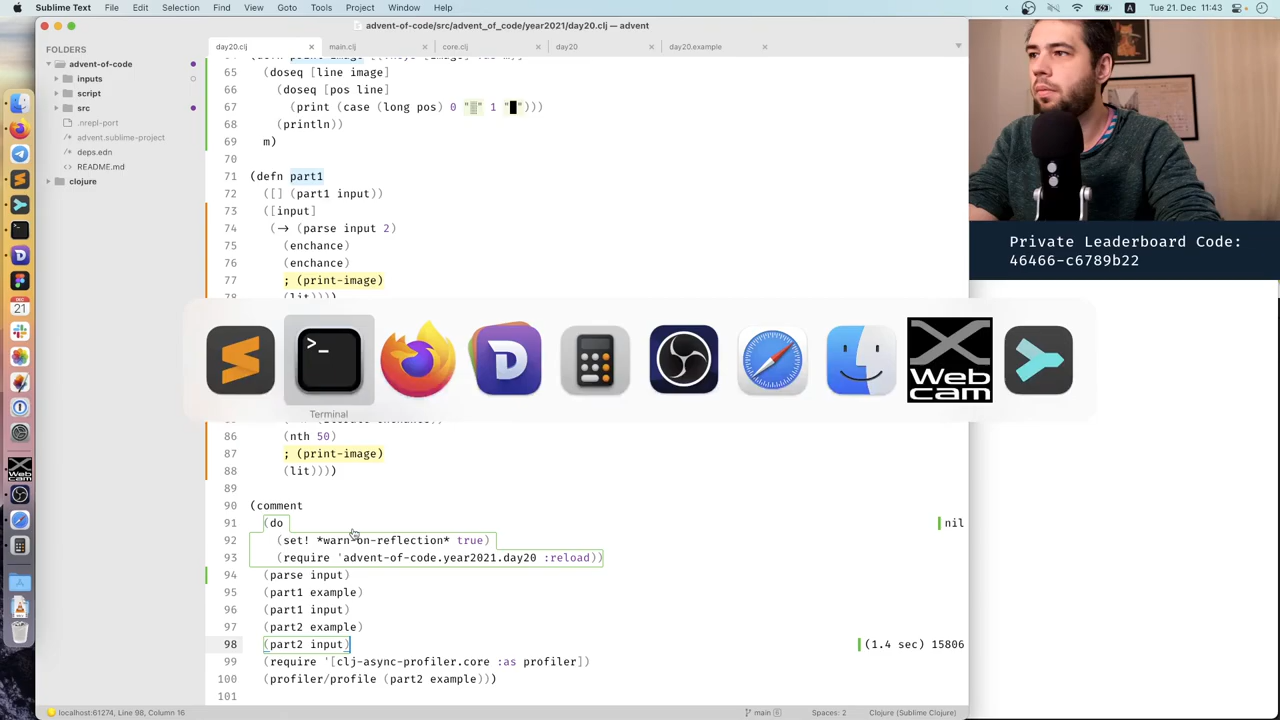 Sublime Text File Edit Selection Find View Goto Tools Project Window Help
A Tue 21. Dec 11:43
advent-of-code/src/advent_of_code/year2021/day20.clj — advent
FOLDERS
advent-of-code
inputs
script
src
.nrepl-port
advent.sublime-project
deps.edn
README.md
clojure
day20.clj × main.clj × core.clj × day20 × day20.example ×
65 (doseq [line image]
66 (doseq [pos line]
67 (print (case (long pos) 0 "░" 1 "█")))
68 (println))
69 m)
70
71 (defn part1
72 ([] (part1 input))
73 ([input]
74 (→ (parse input 2)
75 (enchance)
76 (enchance)
77 ; (print-image)
78 (lit))))
Terminal
86 (nth 50)
87 ; (print-image)
88 (lit))))
89
90 (comment
91 (do nil
92 (set! *warn-on-reflection* true)
93 (require 'advent-of-code.year2021.day20 :reload))
94 (parse input)
95 (part1 example)
96 (part1 input)
97 (part2 example)
98 (part2 input) (1.4 sec) 15806
99 (require '[clj-async-profiler.core :as profiler])
100 (profiler/profile (part2 example)))
101
localhost:61274, Line 98, Column 16 main 6 Spaces: 2 Clojure (Sublime Clojure)
Private Leaderboard Code:
46466-c6789b22
Web
cam
DEC
21